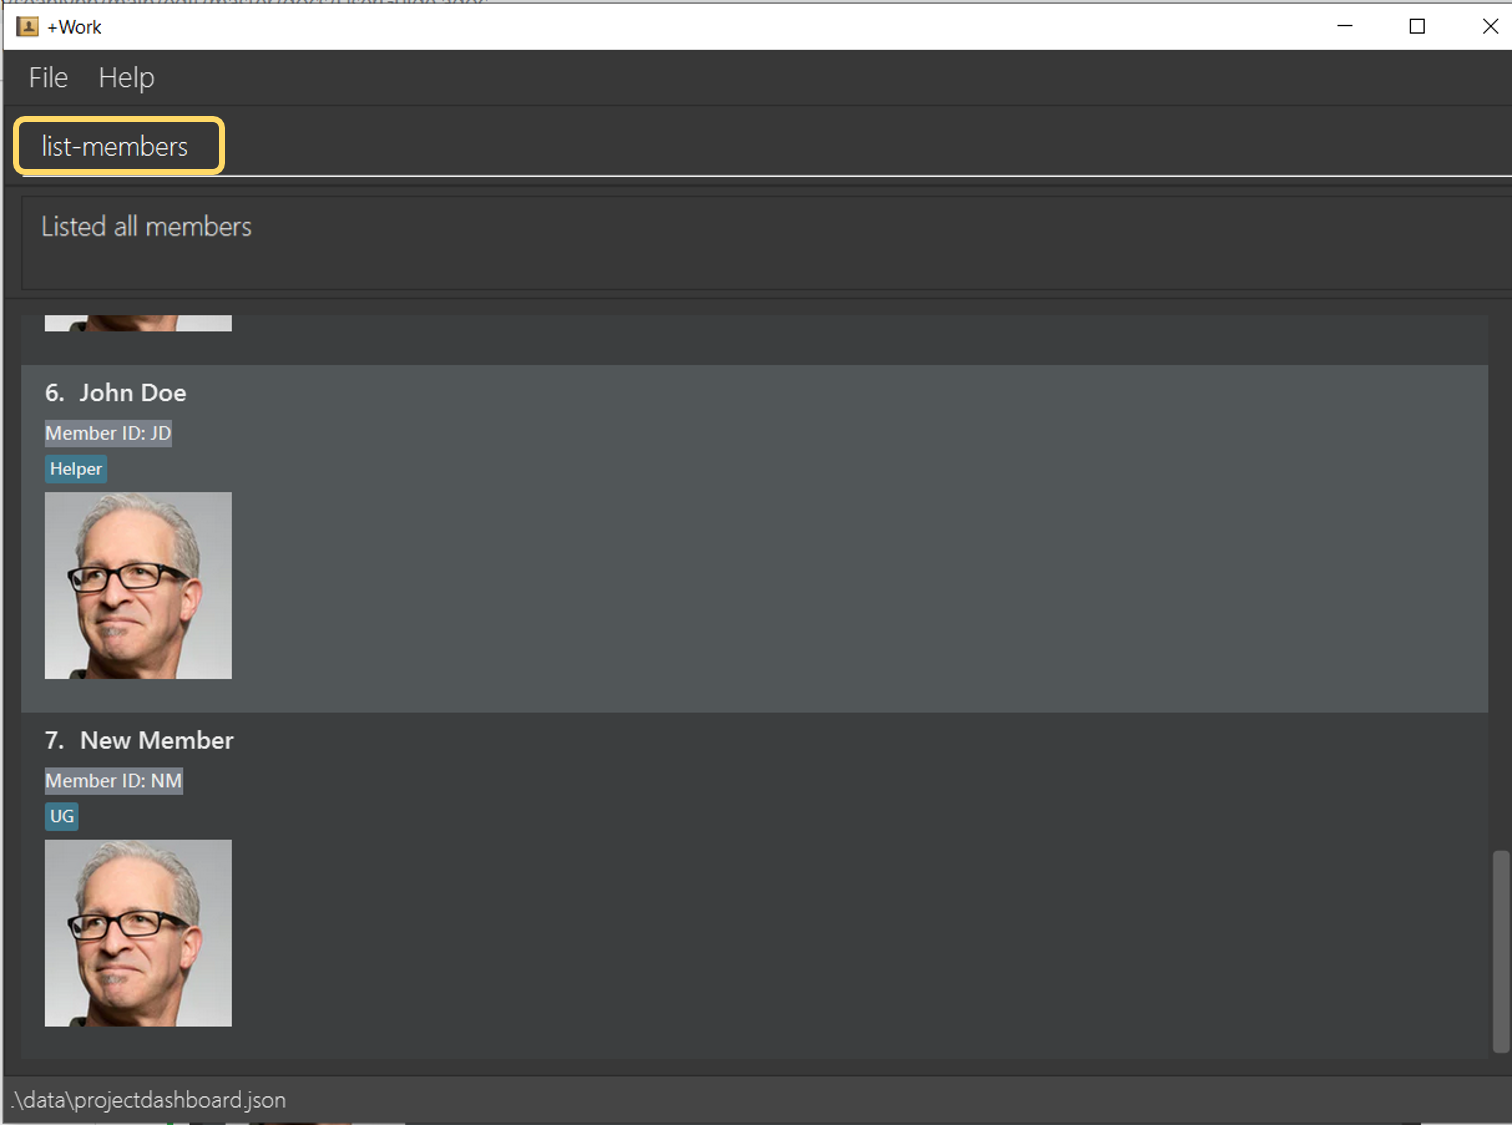 +Work
File Help
list-members
Listed all members
6. John Doe
Member ID: JD
Helper
7. New Member
Member ID: NM
UG
.\data\projectdashboard.json